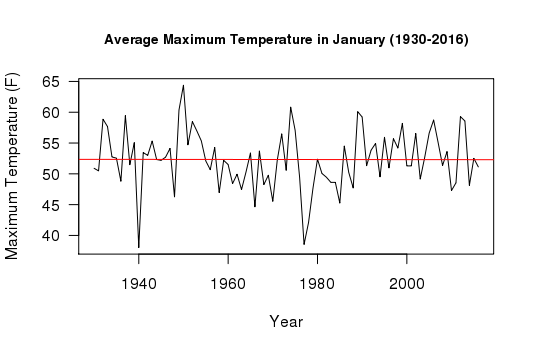 Average Maximum Temperature in January (1930-2016)
Maximum Temperature (F)
65
60
55
50
45
40
1940 1960 1980 2000
Year